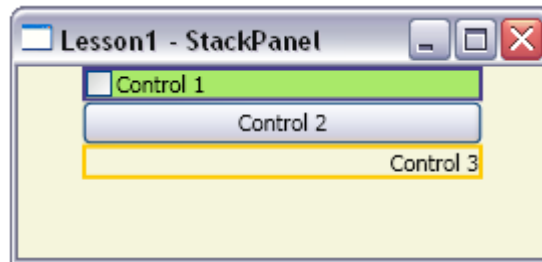 Lesson1 - StackPanel
Control 1
Control 2
Control 3